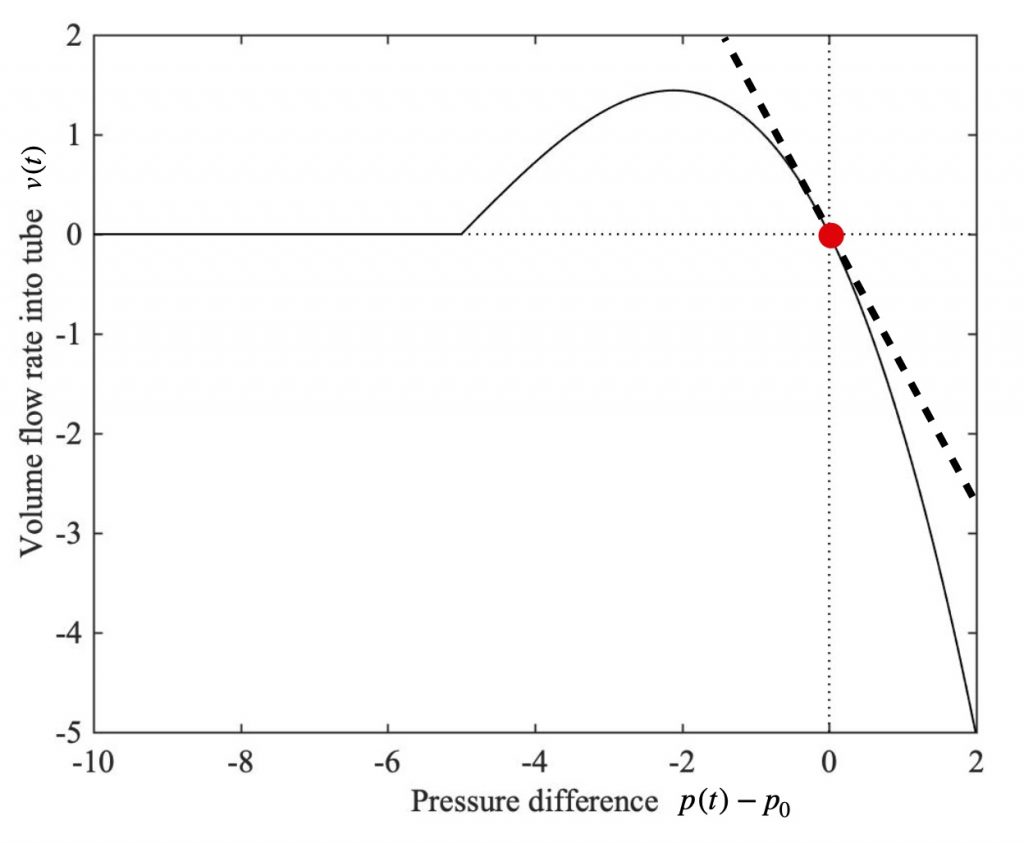 2
1
0
-1
-2
-3
-4
-5
Volume flow rate into tube v(t)
-10 -8 -6 -4 -2 0 2
Pressure difference p(t) − p₀